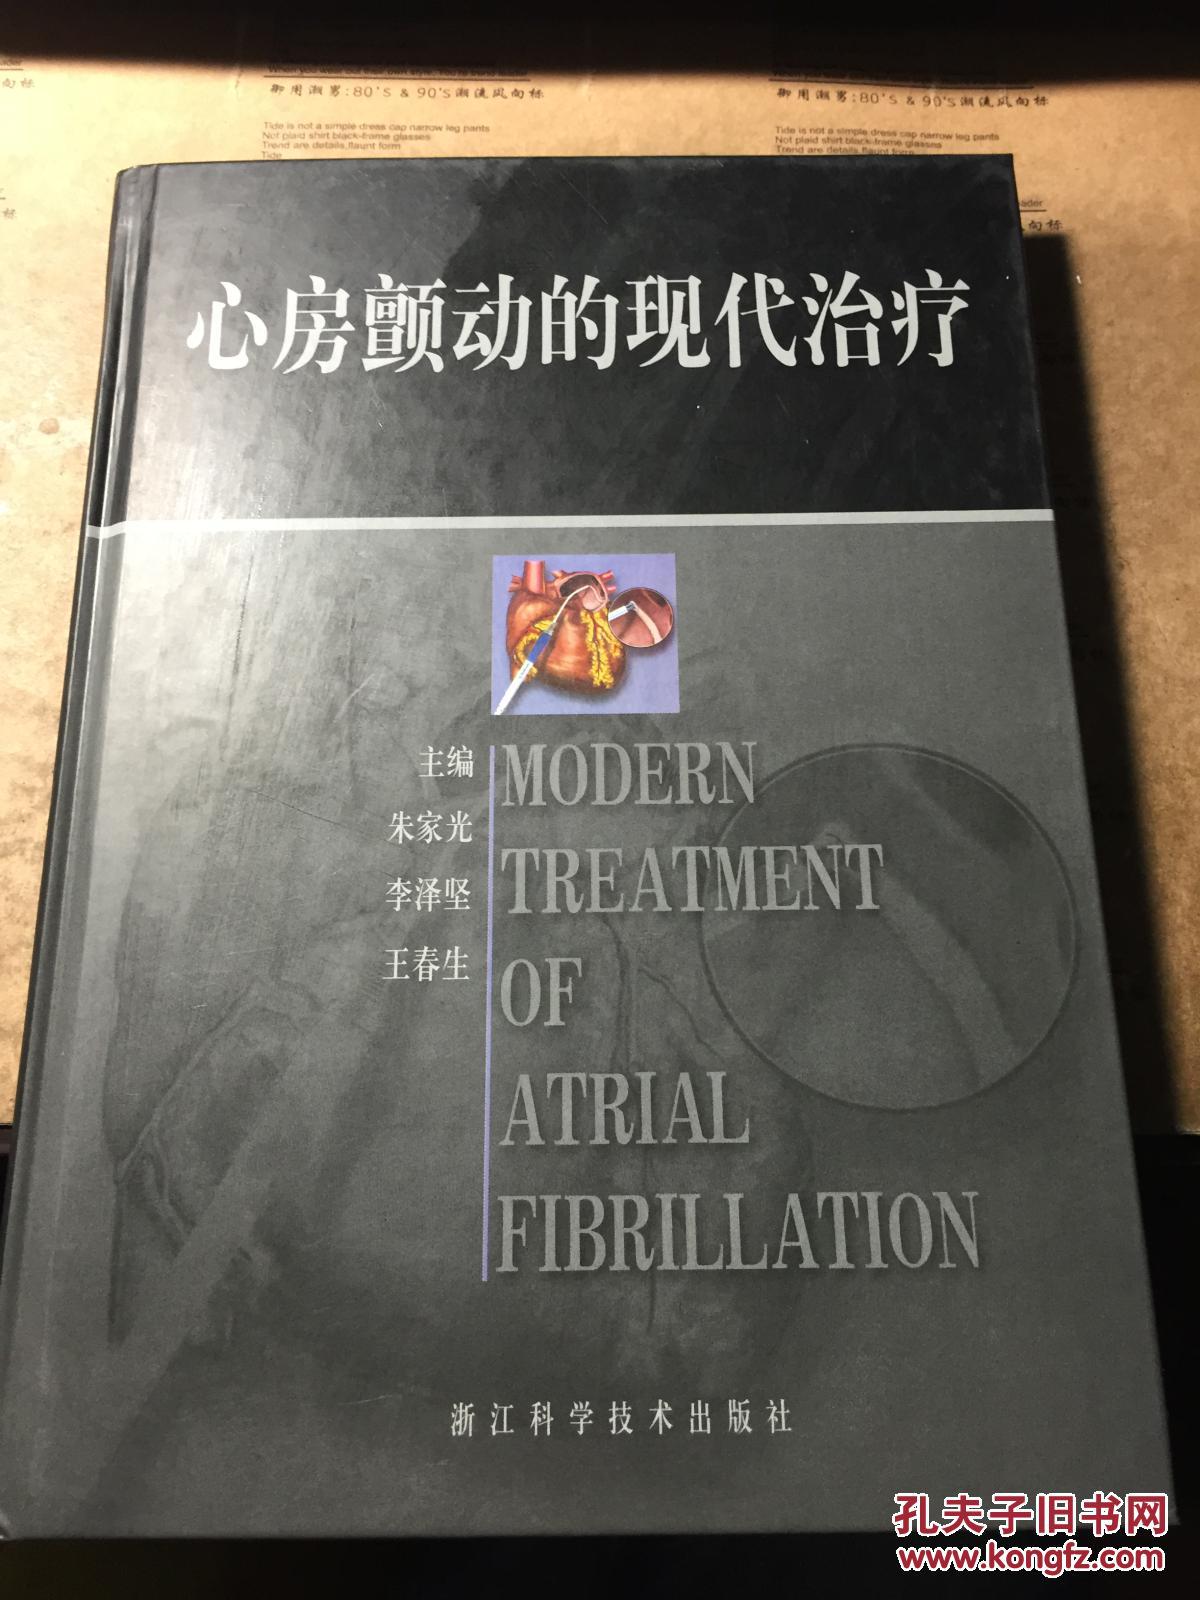 御用潮男:80'S & 90'S潮流风向标
御用潮男:80'S & 90'S潮流风向标
Tide is not a simple dress cap narrow leg pants
Not plaid shirt black-frame glasses
Trend are details,flaunt form
Tide
Tide is not a simple dress cap narrow leg pants
Not plaid shirt black-frame glasses
Trend are details,flaunt form
心房颤动的现代治疗
主编
朱家光
李泽坚
王春生
MODERN
TREATMENT
OF
ATRIAL
FIBRILLATION
浙江科学技术出版社
孔夫子旧书网
www.kongfz.com